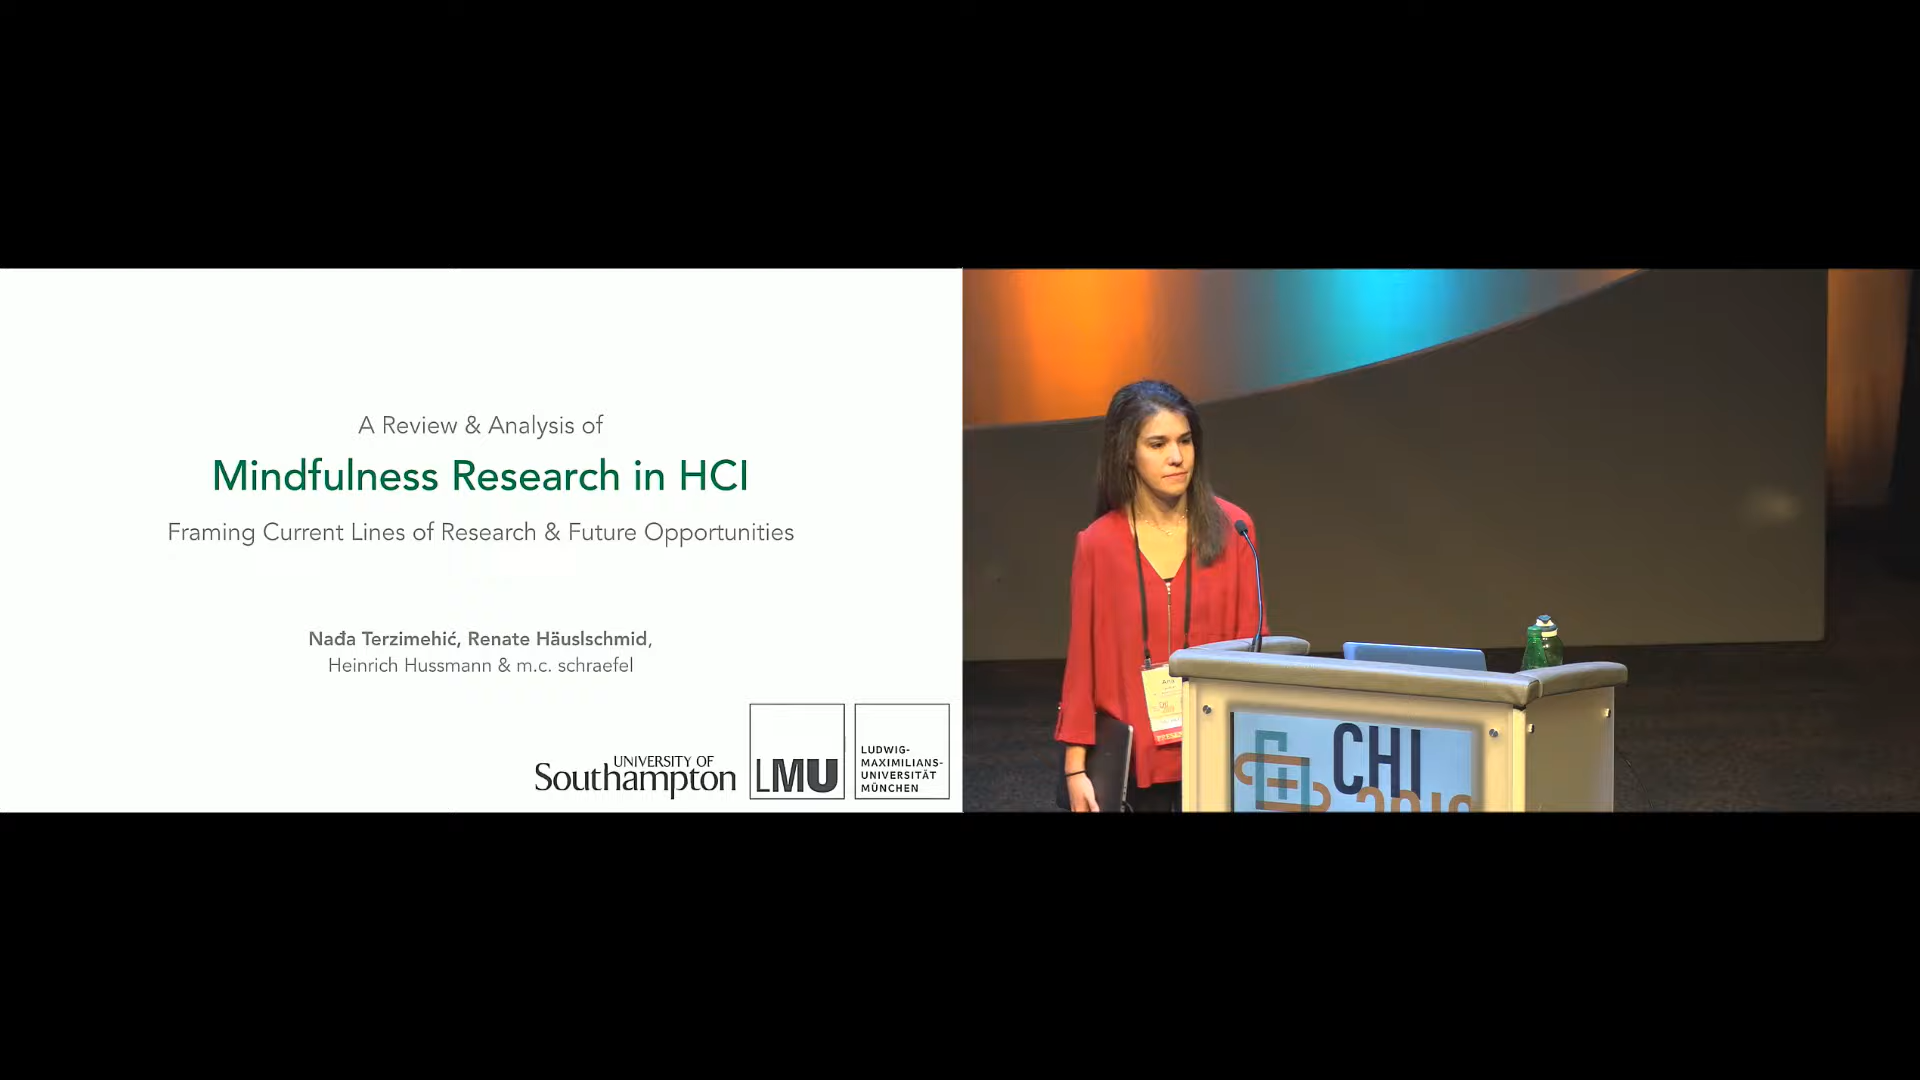 A Review & Analysis of
Mindfulness Research in HCI
Framing Current Lines of Research & Future Opportunities
Nađa Terzimehić, Renate Häuslschmid,
Heinrich Hussmann & m.c. schraefel
UNIVERSITY OF
Southampton
LMU
LUDWIG-
MAXIMILIANS-
UNIVERSITÄT
MÜNCHEN
CHI